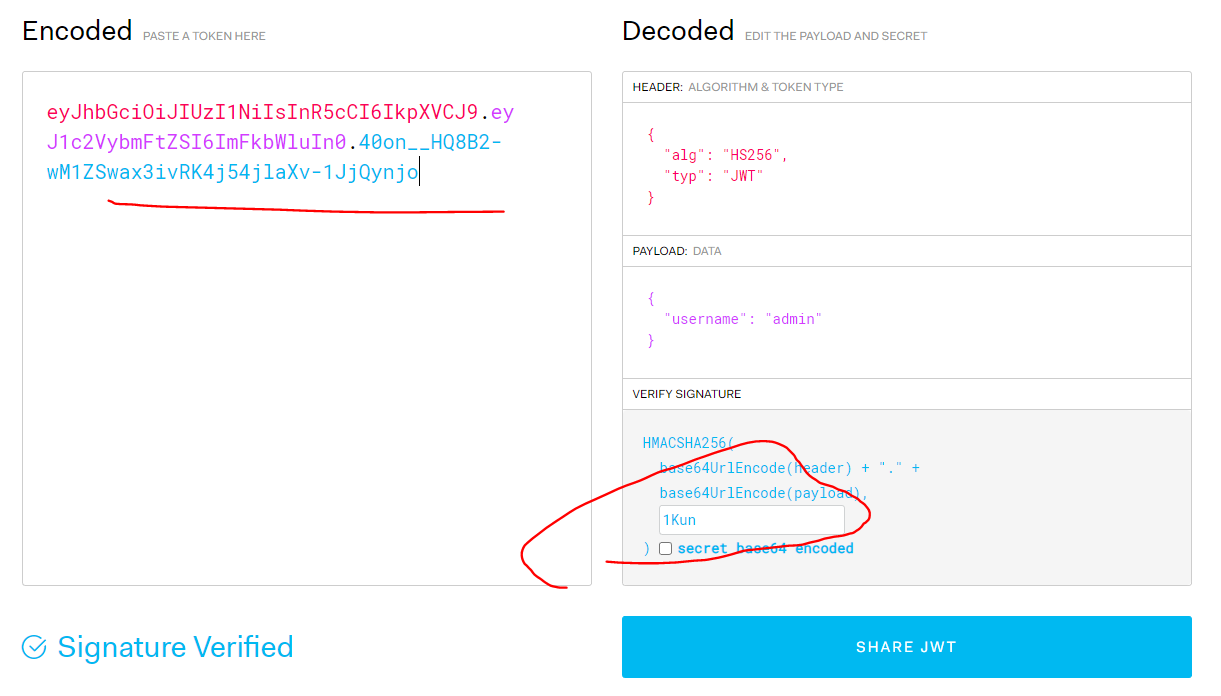 Encoded PASTE A TOKEN HERE
eyJhbGciOiJIUzI1NiIsInR5cCI6IkpXVCJ9.ey
J1c2VybmFtZSI6ImFkbWluIn0.40on__HQ8B2-
wM1ZSwax3ivRK4j54jlaXv-1JjQynjo
Signature Verified
Decoded EDIT THE PAYLOAD AND SECRET
HEADER: ALGORITHM & TOKEN TYPE
{
"alg": "HS256",
"typ": "JWT"
}
PAYLOAD: DATA
{
"username": "admin"
}
VERIFY SIGNATURE
HMACSHA256(
base64UrlEncode(header) + "." +
base64UrlEncode(payload),
1Kun
) secret base64 encoded
SHARE JWT